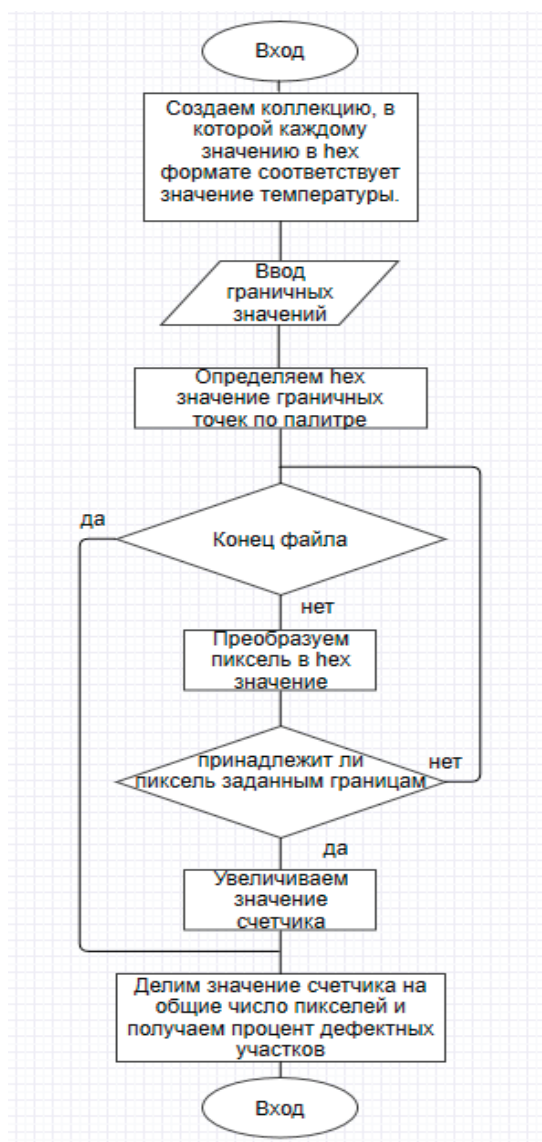 Вход
Создаем коллекцию, в
которой каждому
значению в hex
формате соответствует
значение температуры.
Ввод
граничных
значений
Определяем hex
значение граничных
точек по палитре
да
Конец файла
нет
Преобразуем
пиксель в hex
значение
принадлежит ли
пиксель заданным границам
нет
да
Увеличиваем
значение
счетчика
Делим значение счетчика на
общие число пикселей и
получаем процент дефектных
участков
Вход